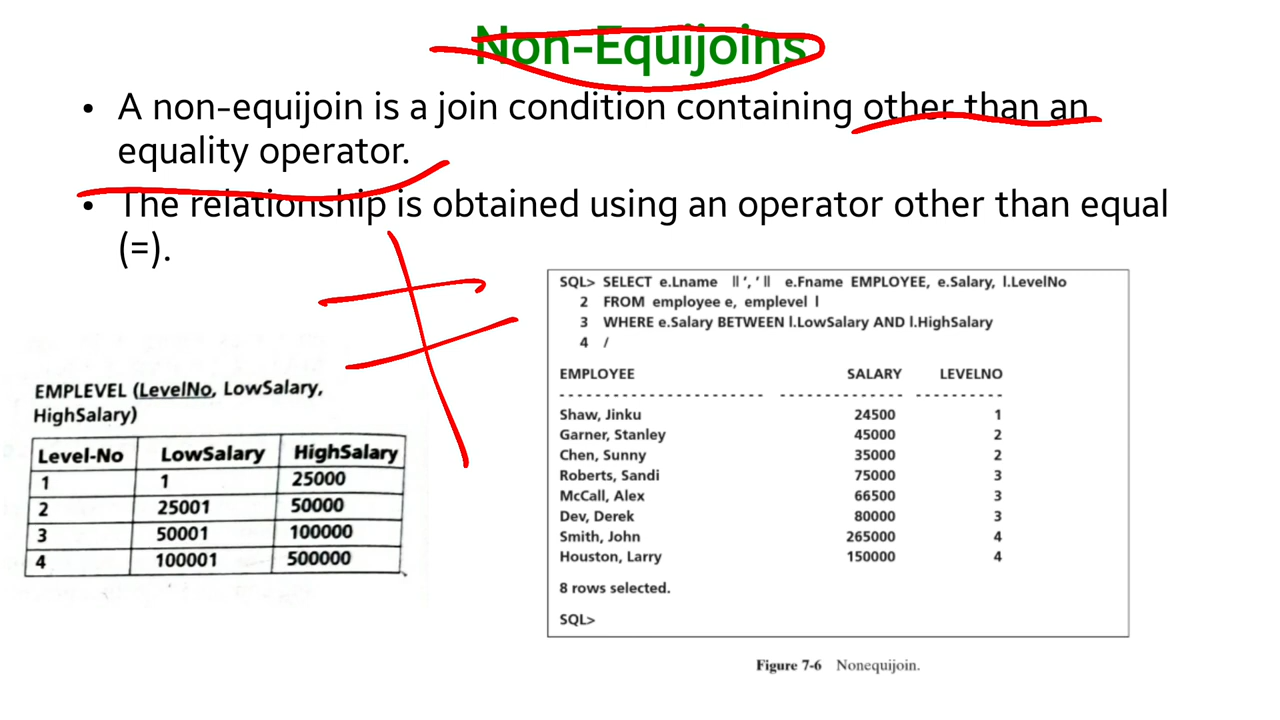 Non-Equijoins
• A non-equijoin is a join condition containing other than an
equality operator.
• The relationship is obtained using an operator other than equal
(=).
EMPLEVEL (LevelNo, LowSalary,
HighSalary)
Level-No LowSalary HighSalary
1 1 25000
2 25001 50000
3 50001 100000
4 100001 500000
SQL> SELECT e.Lname || ‘, ‘ || e.Fname EMPLOYEE, e.Salary, l.LevelNo
2 FROM employee e, emplevel l
3 WHERE e.Salary BETWEEN l.LowSalary AND l.HighSalary
4 /
EMPLOYEE SALARY LEVELNO
----------------------- -------------- ----------
Shaw, Jinku 24500 1
Garner, Stanley 45000 2
Chen, Sunny 35000 2
Roberts, Sandi 75000 3
McCall, Alex 66500 3
Dev, Derek 80000 3
Smith, John 265000 4
Houston, Larry 150000 4
8 rows selected.
SQL>
Figure 7-6 Nonequijoin.